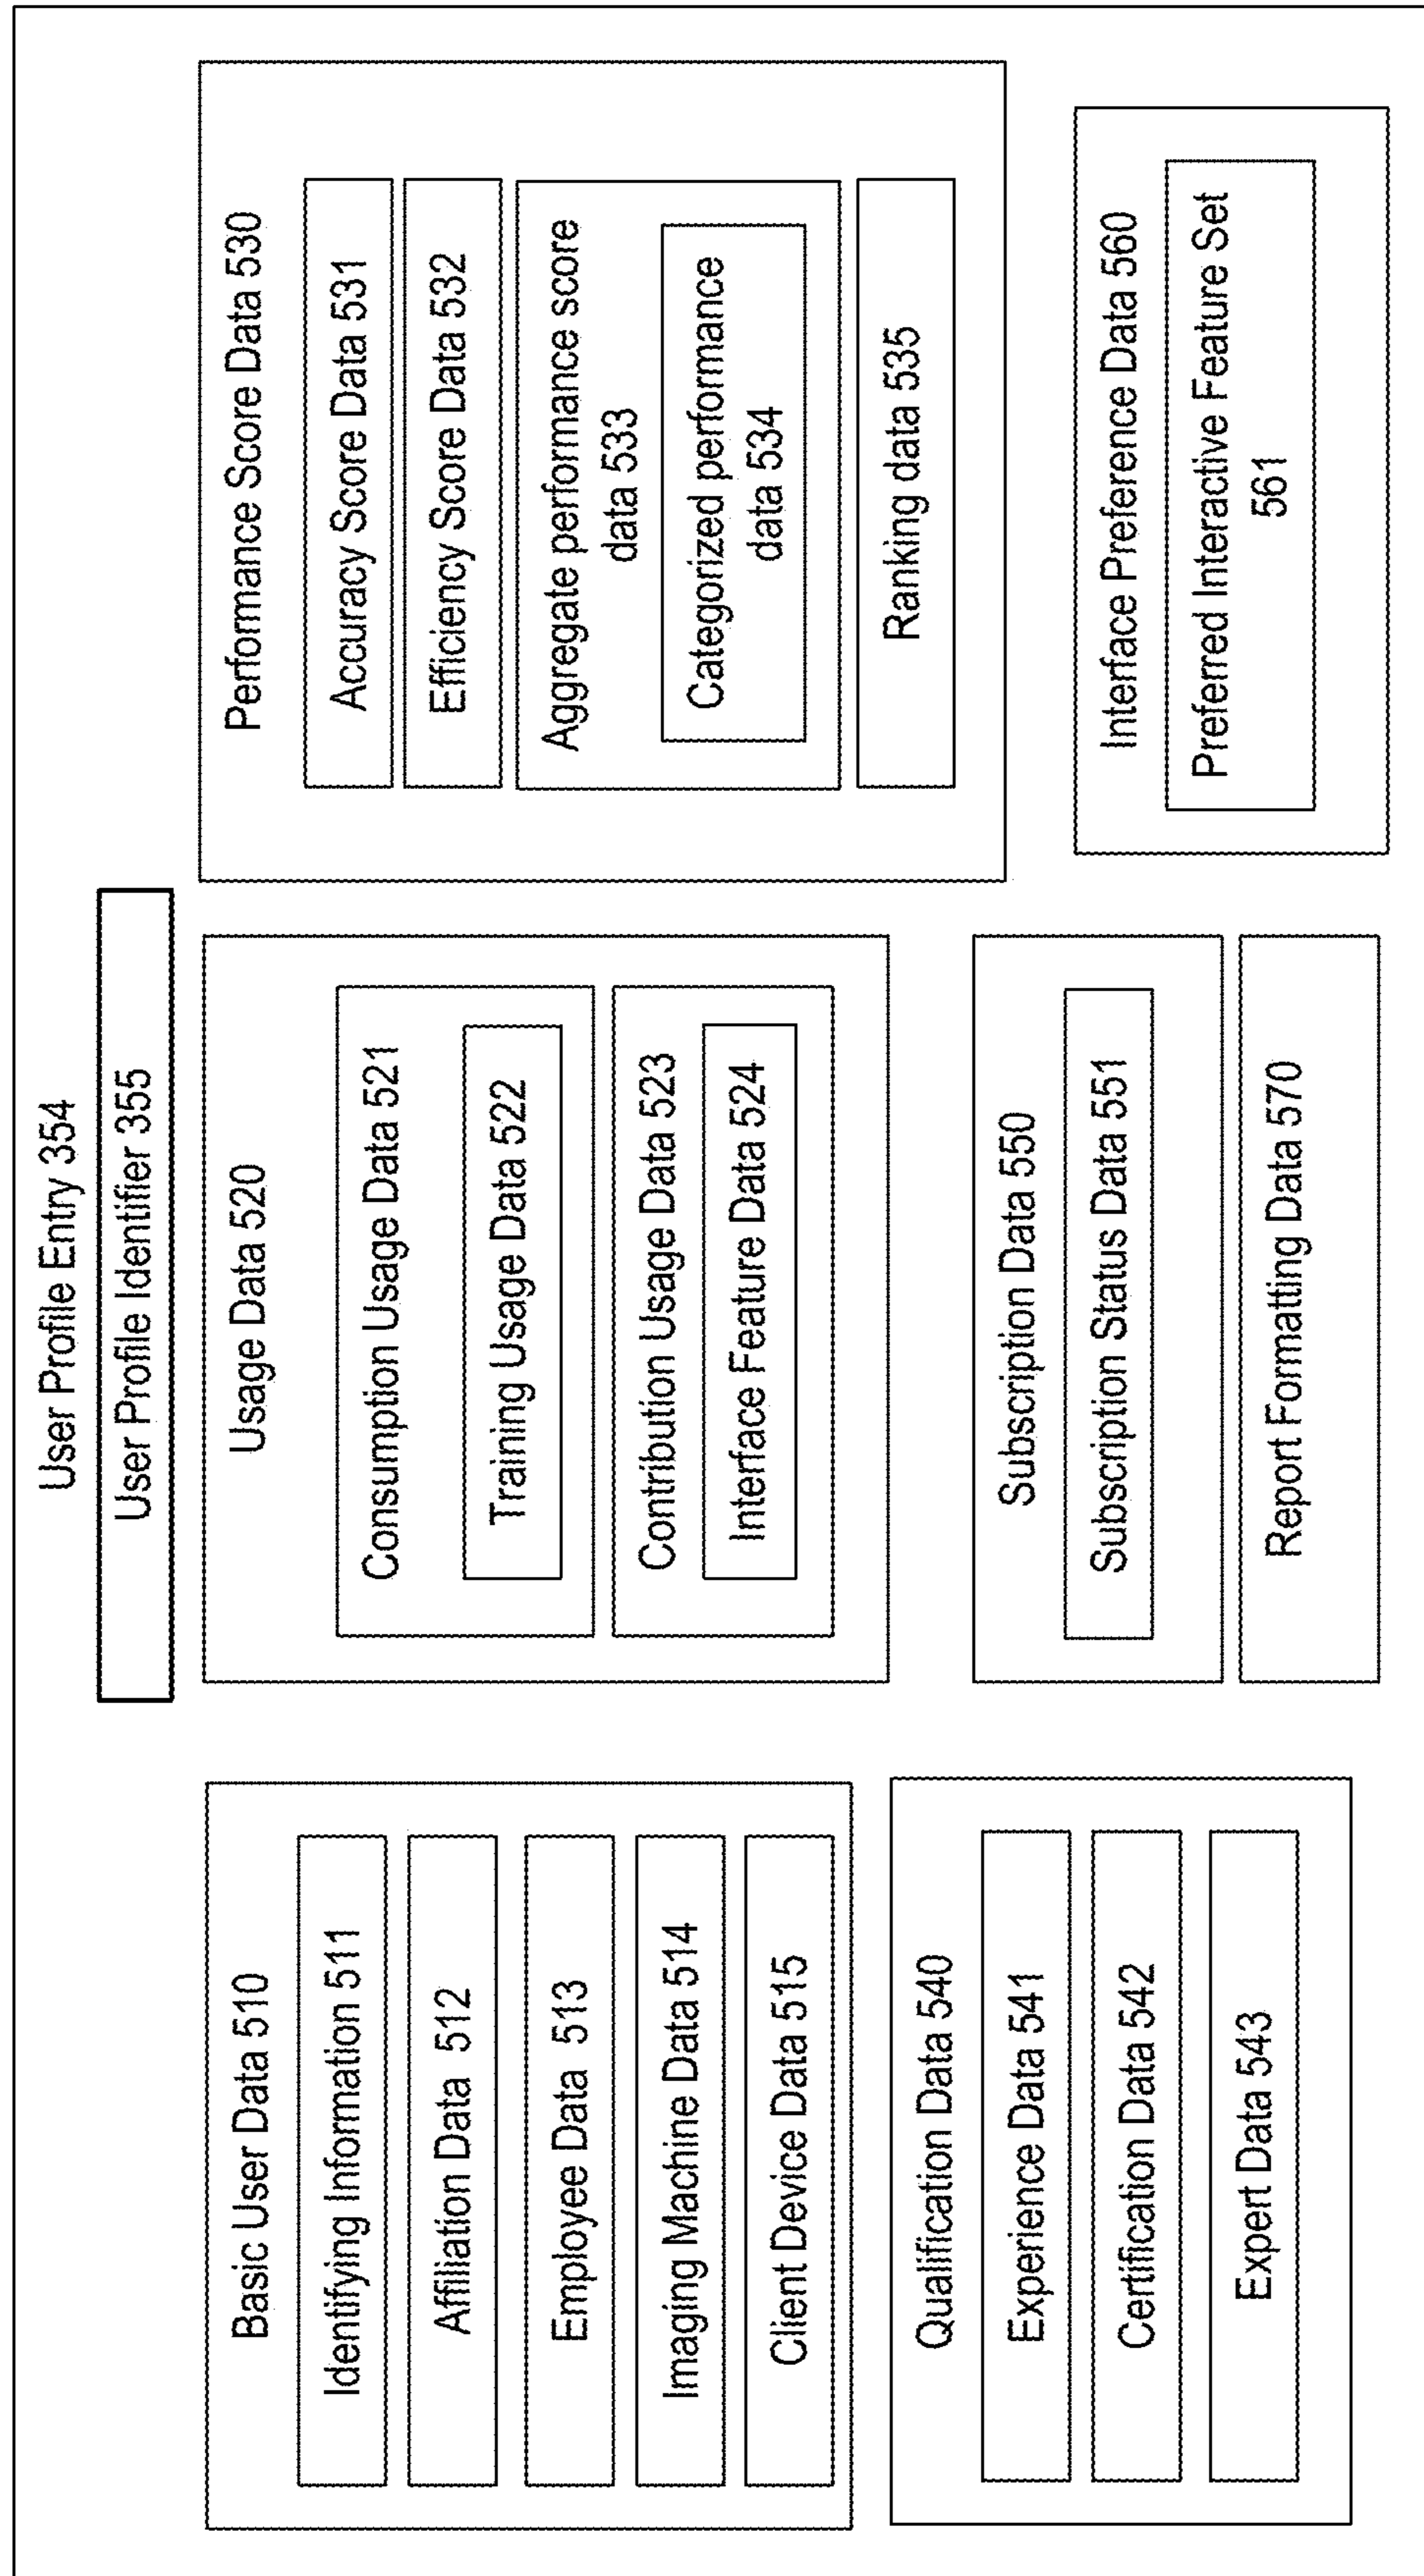 User Profile Entry 354
User Profile Identifier 355
Basic User Data 510
Identifying Information 511
Affiliation Data 512
Employee Data 513
Imaging Machine Data 514
Client Device Data 515
Usage Data 520
Consumption Usage Data 521
Training Usage Data 522
Contribution Usage Data 523
Interface Feature Data 524
Performance Score Data 530
Accuracy Score Data 531
Efficiency Score Data 532
Aggregate performance score
data 533
Categorized performance
data 534
Ranking data 535
Qualification Data 540
Experience Data 541
Certification Data 542
Expert Data 543
Subscription Data 550
Subscription Status Data 551
Report Formatting Data 570
Interface Preference Data 560
Preferred Interactive Feature Set
561